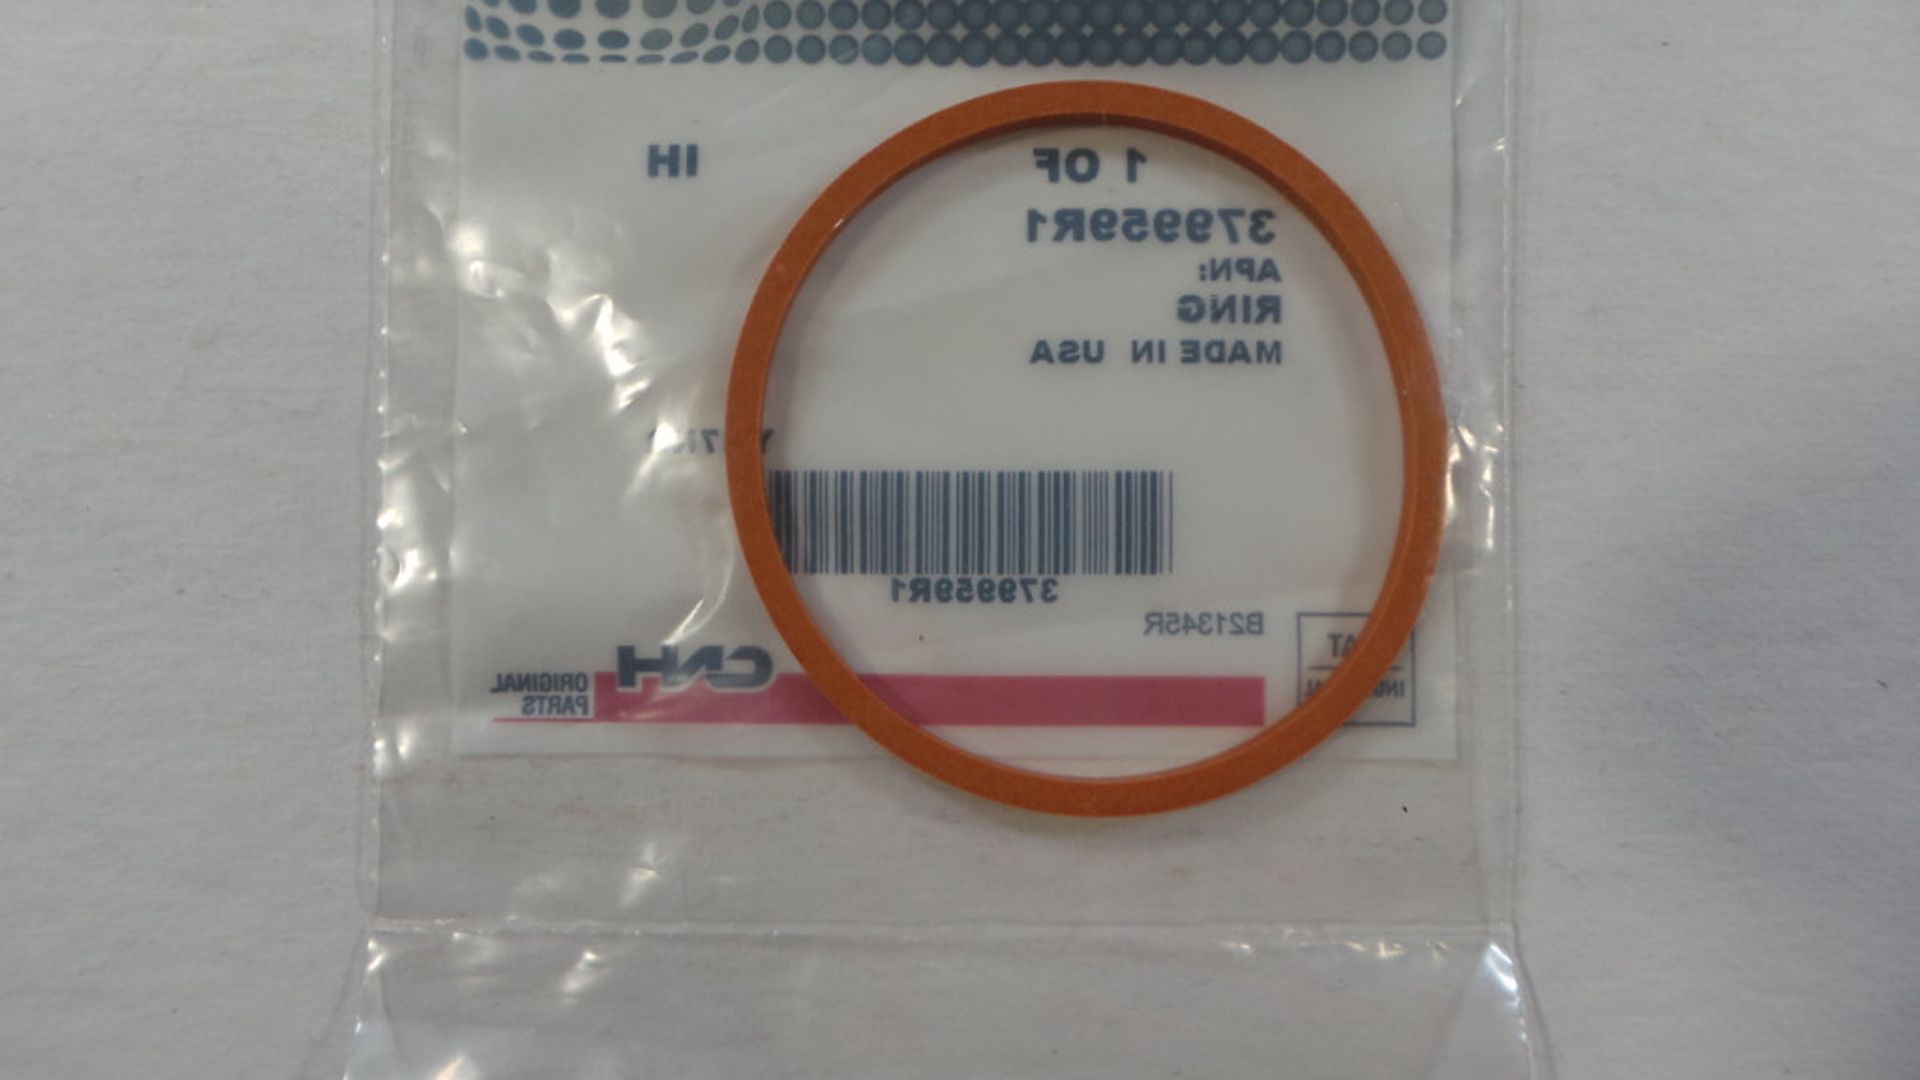 IH
1 OF
379959R1
APN:
RING
MADE IN USA
379959R1
B21345R
CNH
ORIGINAL
PARTS